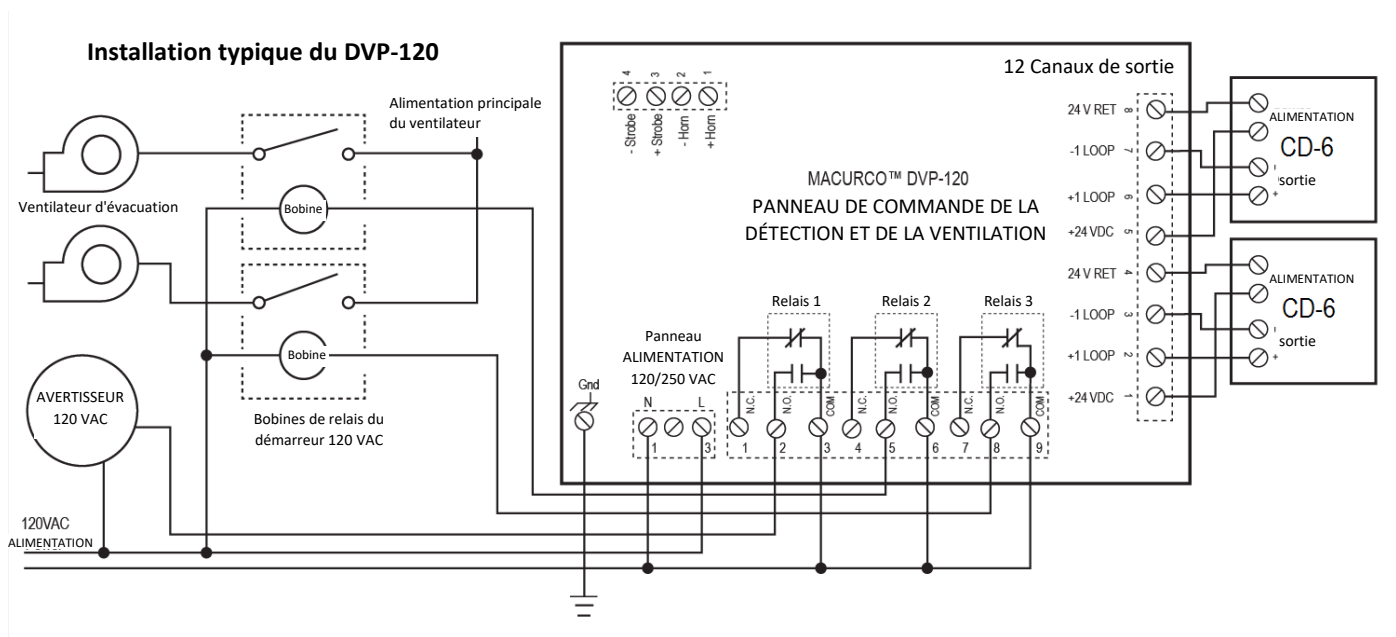 Installation typique du DVP-120
Alimentation principale
du ventilateur
Ventilateur d'évacuation
Bobine
Bobine
Bobines de relais du
démarreur 120 VAC
AVERTISSEUR
120 VAC
120VAC
ALIMENTATION
4 3 2 1
- Strobe
+ Strobe
- Horn
+ Horn
MACURCO™ DVP-120
PANNEAU DE COMMANDE DE LA
DÉTECTION ET DE LA VENTILATION
12 Canaux de sortie
24 V RET 8
-1 LOOP 7
+1 LOOP 6
+24 VDC 5
24 V RET 4
-1 LOOP 3
+1 LOOP 2
+24 VDC 1
ALIMENTATION
CD-6
sortie
+
ALIMENTATION
CD-6
sortie
+
Relais 1
Relais 2
Relais 3
Panneau
ALIMENTATION
120/250 VAC
Gnd
N L
1 3
N.C. N.O. COM N.C. N.O. COM N.C. N.O. COM
1 2 3 4 5 6 7 8 9